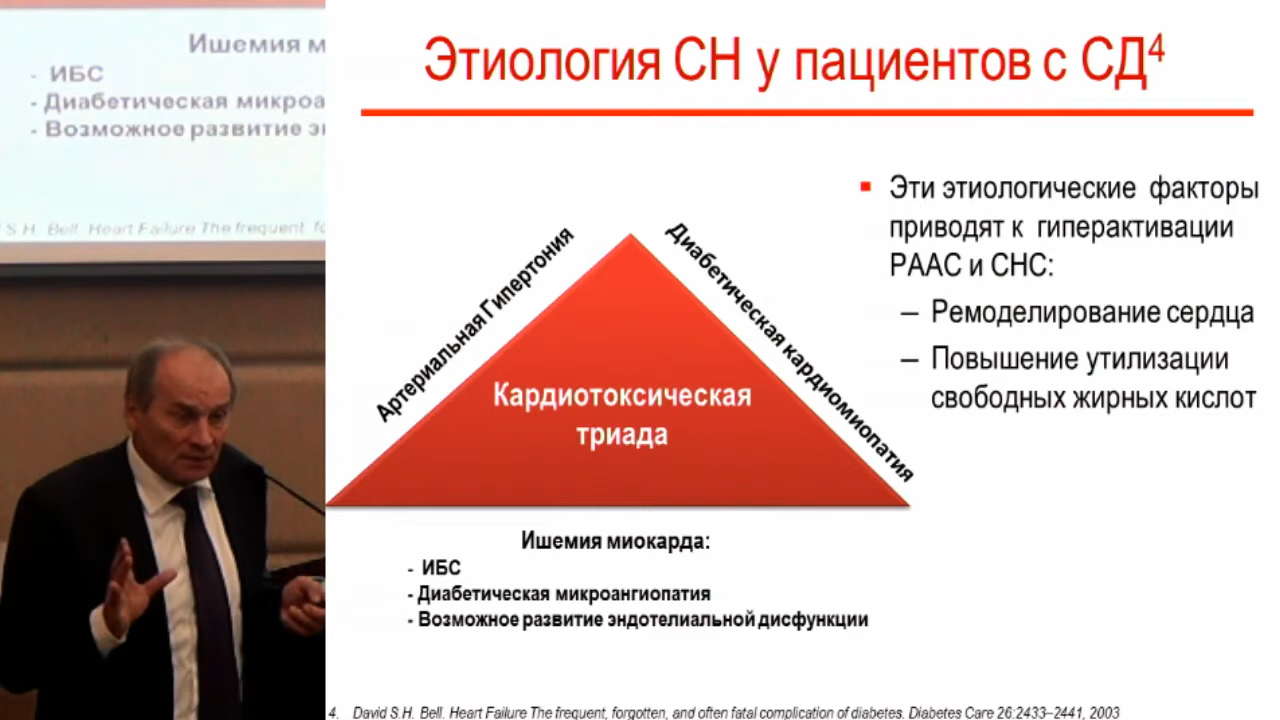 Ишемия м
- ИБС
- Диабетическая микроа
- Возможное развитие э
S.H. Bell. Heart Failure The frequent, fo
Этиология СН у пациентов с СД⁴
▪ Эти этиологические факторы
приводят к гиперактивации
РААС и СНС:
– Ремоделирование сердца
– Повышение утилизации
свободных жирных кислот
Артериальная Гипертония
Диабетическая кардиомиопатия
Кардиотоксическая
триада
Ишемия миокарда:
- ИБС
- Диабетическая микроангиопатия
- Возможное развитие эндотелиальной дисфункции
4. David S.H. Bell. Heart Failure The frequent, forgotten, and often fatal complication of diabetes. Diabetes Care 26:2433–2441, 2003